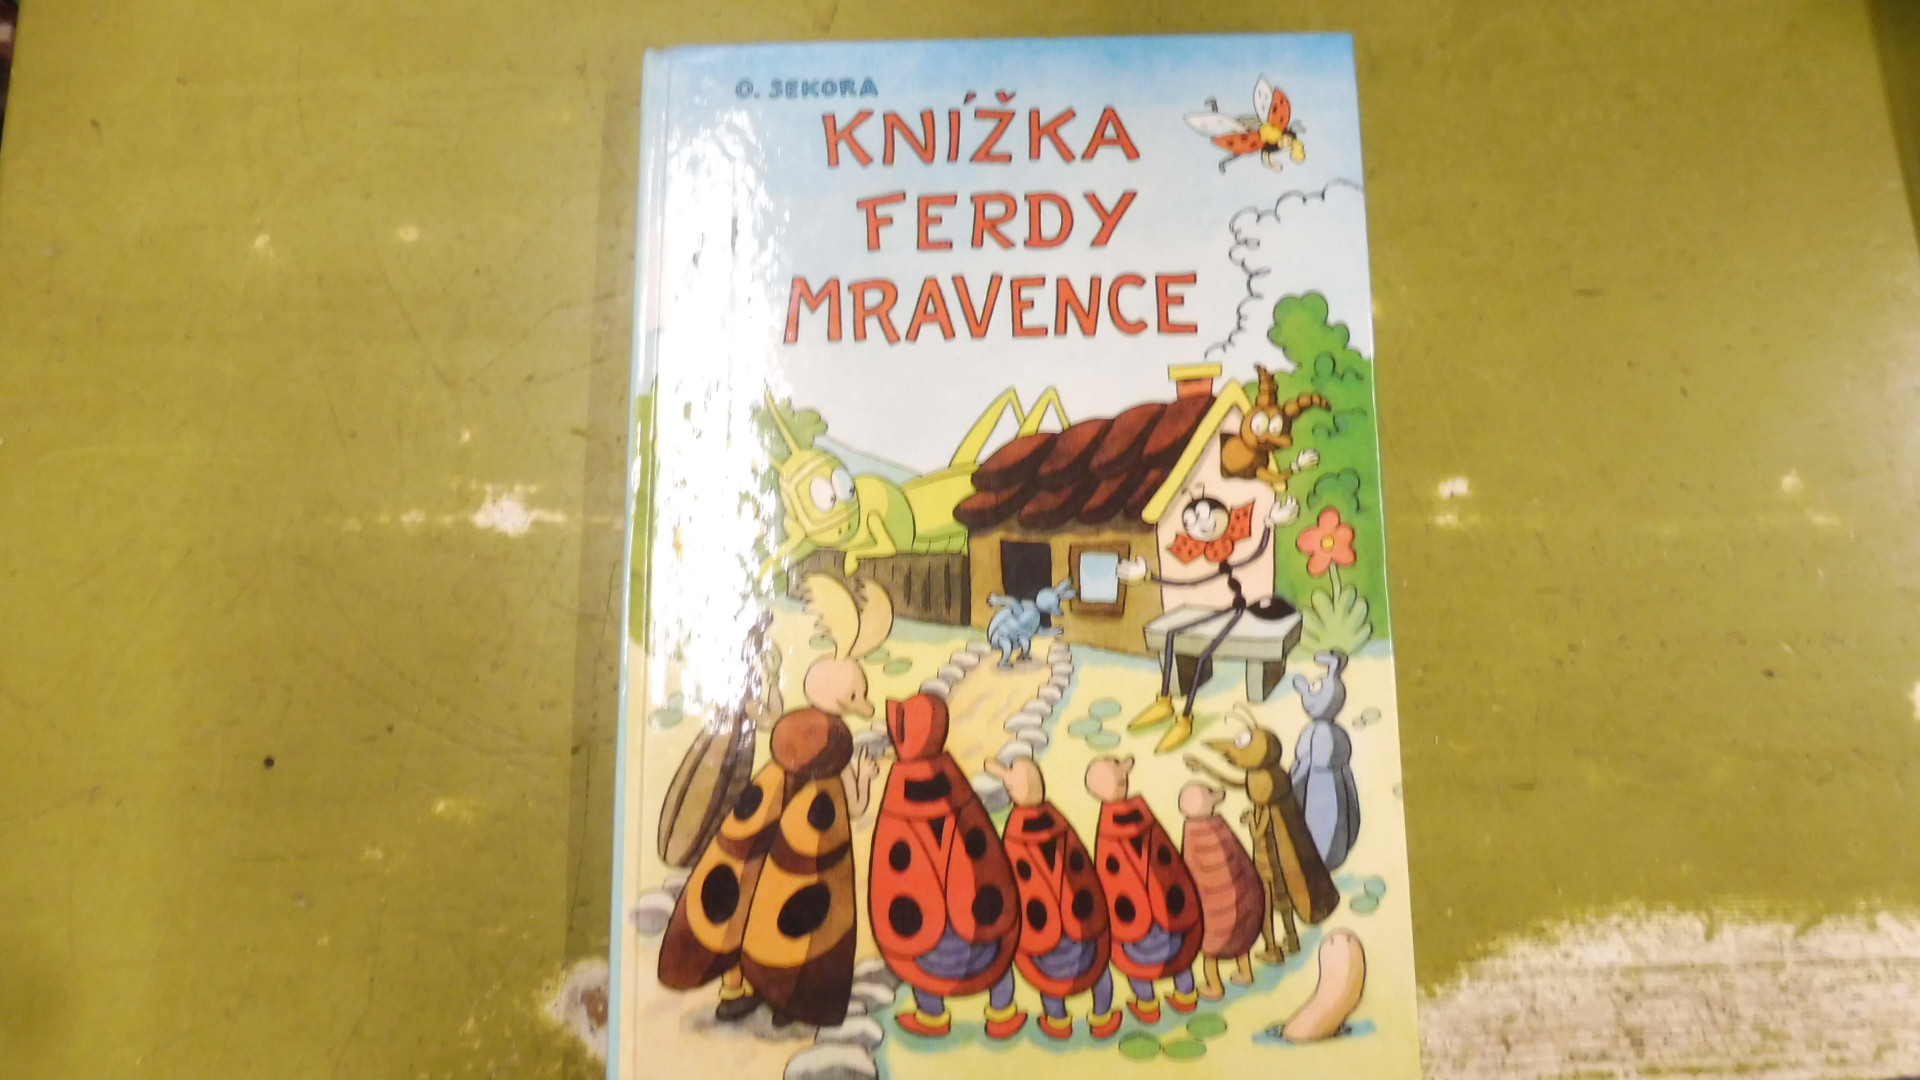 O. SEKORA
KNÍŽKA
FERDY
MRAVENCE